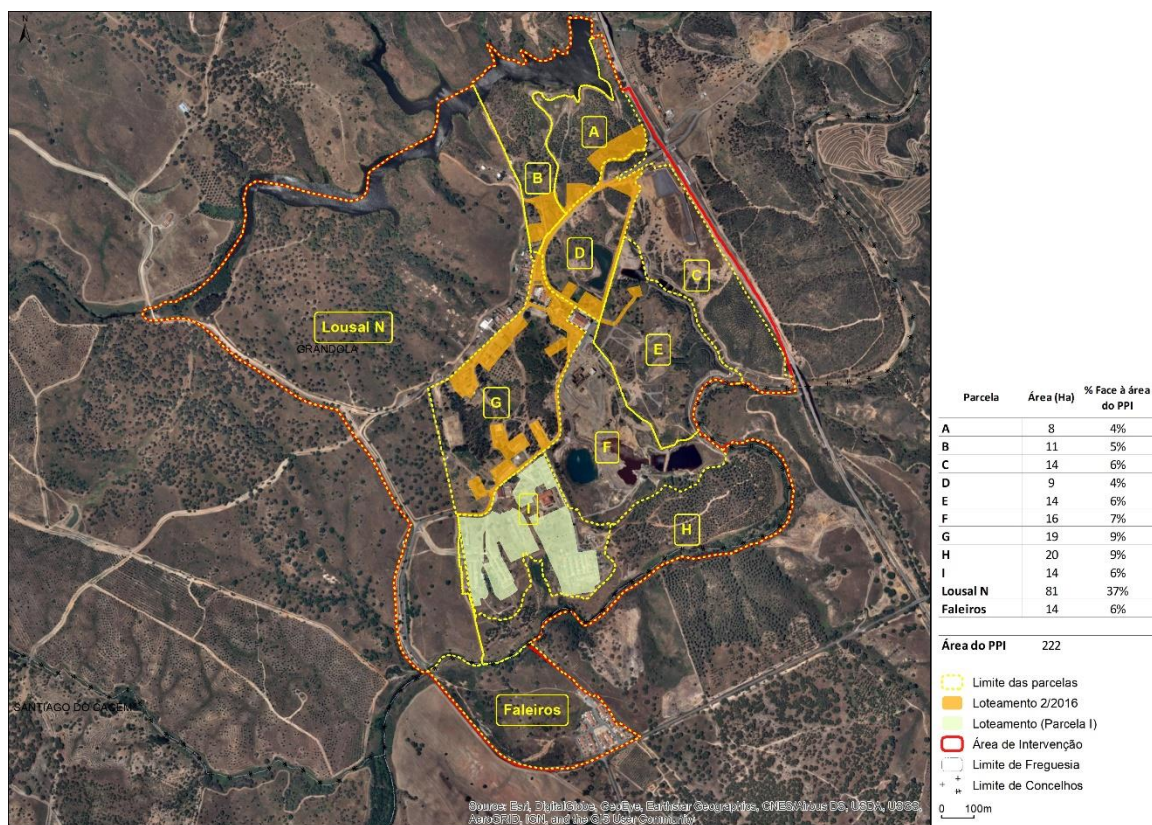 N
A
B
D
C
Lousal N
GRÂNDOLA
E
G
F
I
H
Faleiros
SANTIAGO DO CACÉM
Source: Esri, DigitalGlobe, GeoEye, Earthstar Geographics, CNES/Airbus DS, USDA, USGS,
AeroGRID, IGN, and the GIS User Community
Parcela Área (Ha) % Face à área do PPI
A 8 4%
B 11 5%
C 14 6%
D 9 4%
E 14 6%
F 16 7%
G 19 9%
H 20 9%
I 14 6%
Lousal N 81 37%
Faleiros 14 6%
Área do PPI 222
Limite das parcelas
Loteamento 2/2016
Loteamento (Parcela I)
Área de Intervenção
Limite de Freguesia
Limite de Concelhos
0 100m